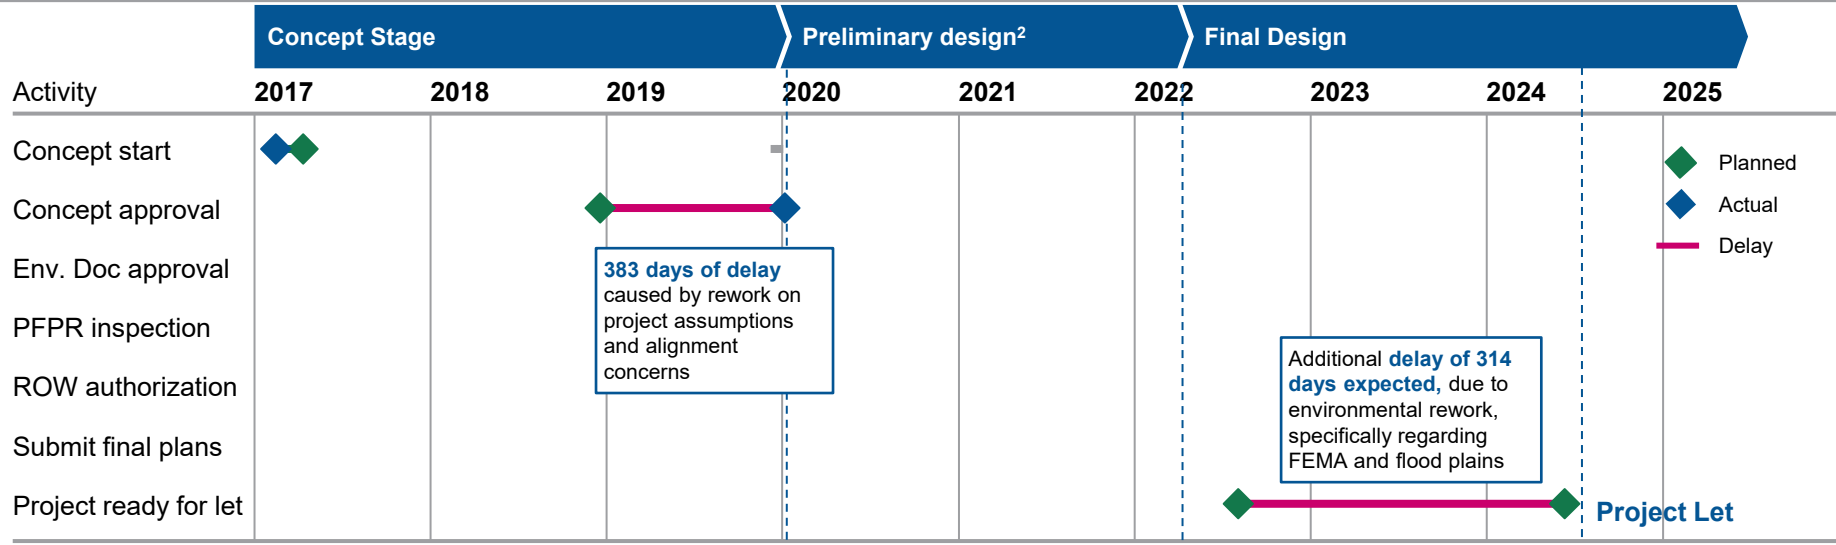 Concept Stage
Preliminary design²
Final Design
Activity
2017
2018
2019
2020
2021
2022
2023
2024
2025
Concept start
Planned
Concept approval
Actual
Delay
Env. Doc approval
383 days of delay
caused by rework on
project assumptions
and alignment
concerns
PFPR inspection
ROW authorization
Additional delay of 314
days expected, due to
environmental rework,
specifically regarding
FEMA and flood plains
Submit final plans
Project ready for let
Project Let